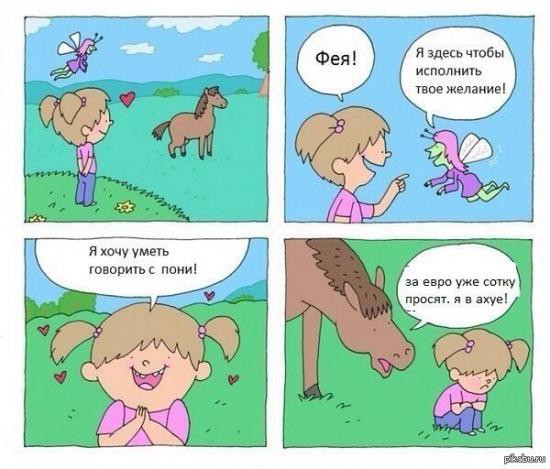 Фея!
Я здесь чтобы
исполнить
твое желание!
Я хочу уметь
говорить с пони!
за евро уже сотку
просят. я в ахуе!
pikabu.ru